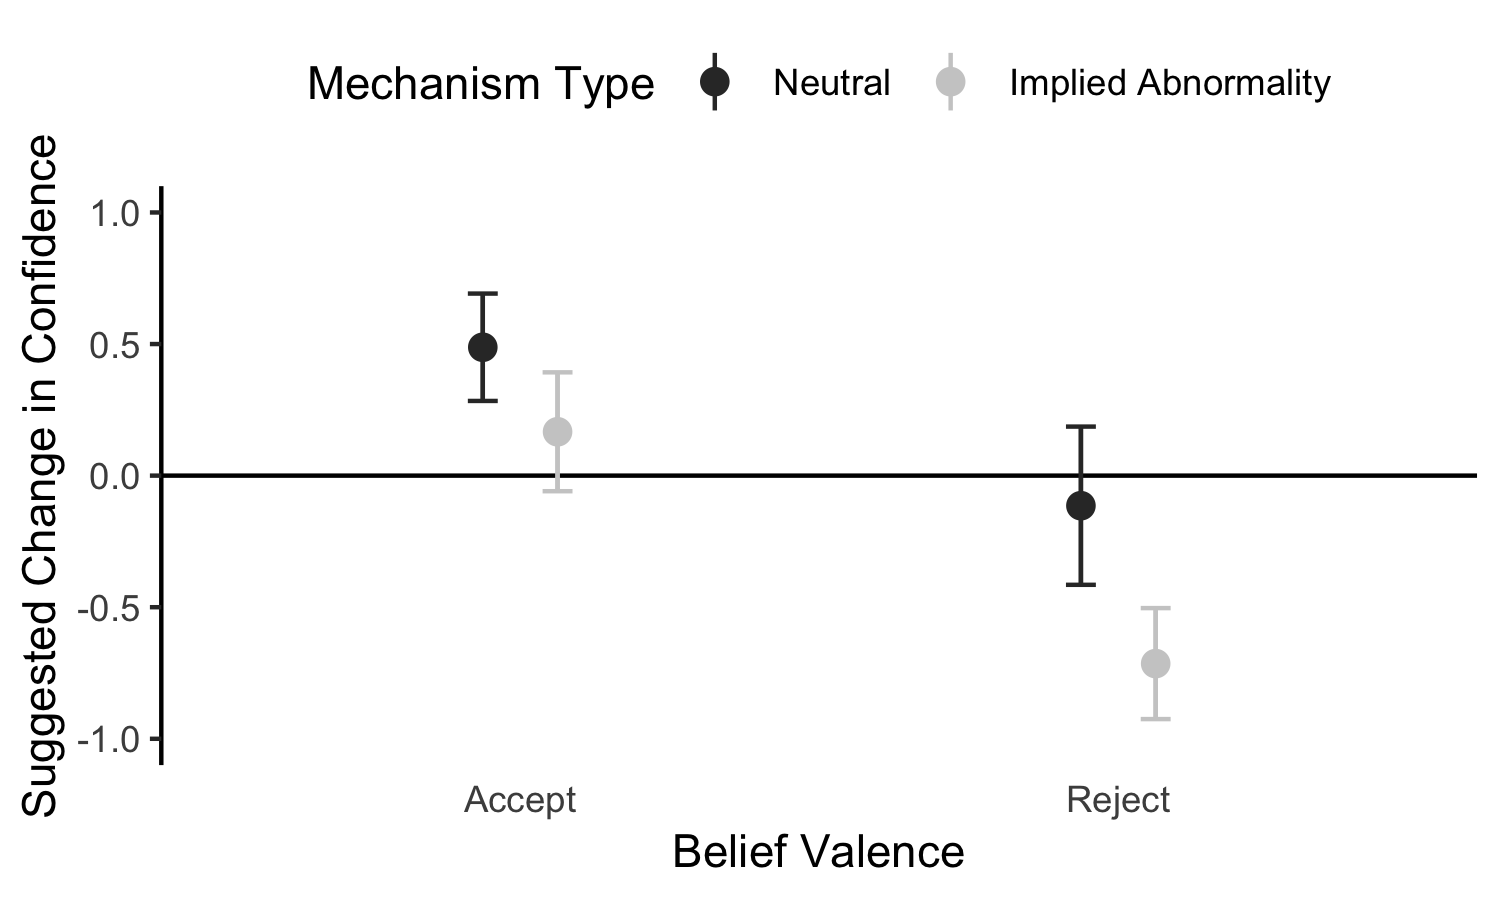 Mechanism Type Neutral Implied Abnormality
Suggested Change in Confidence
1.0
0.5
0.0
-0.5
-1.0
Accept Reject
Belief Valence